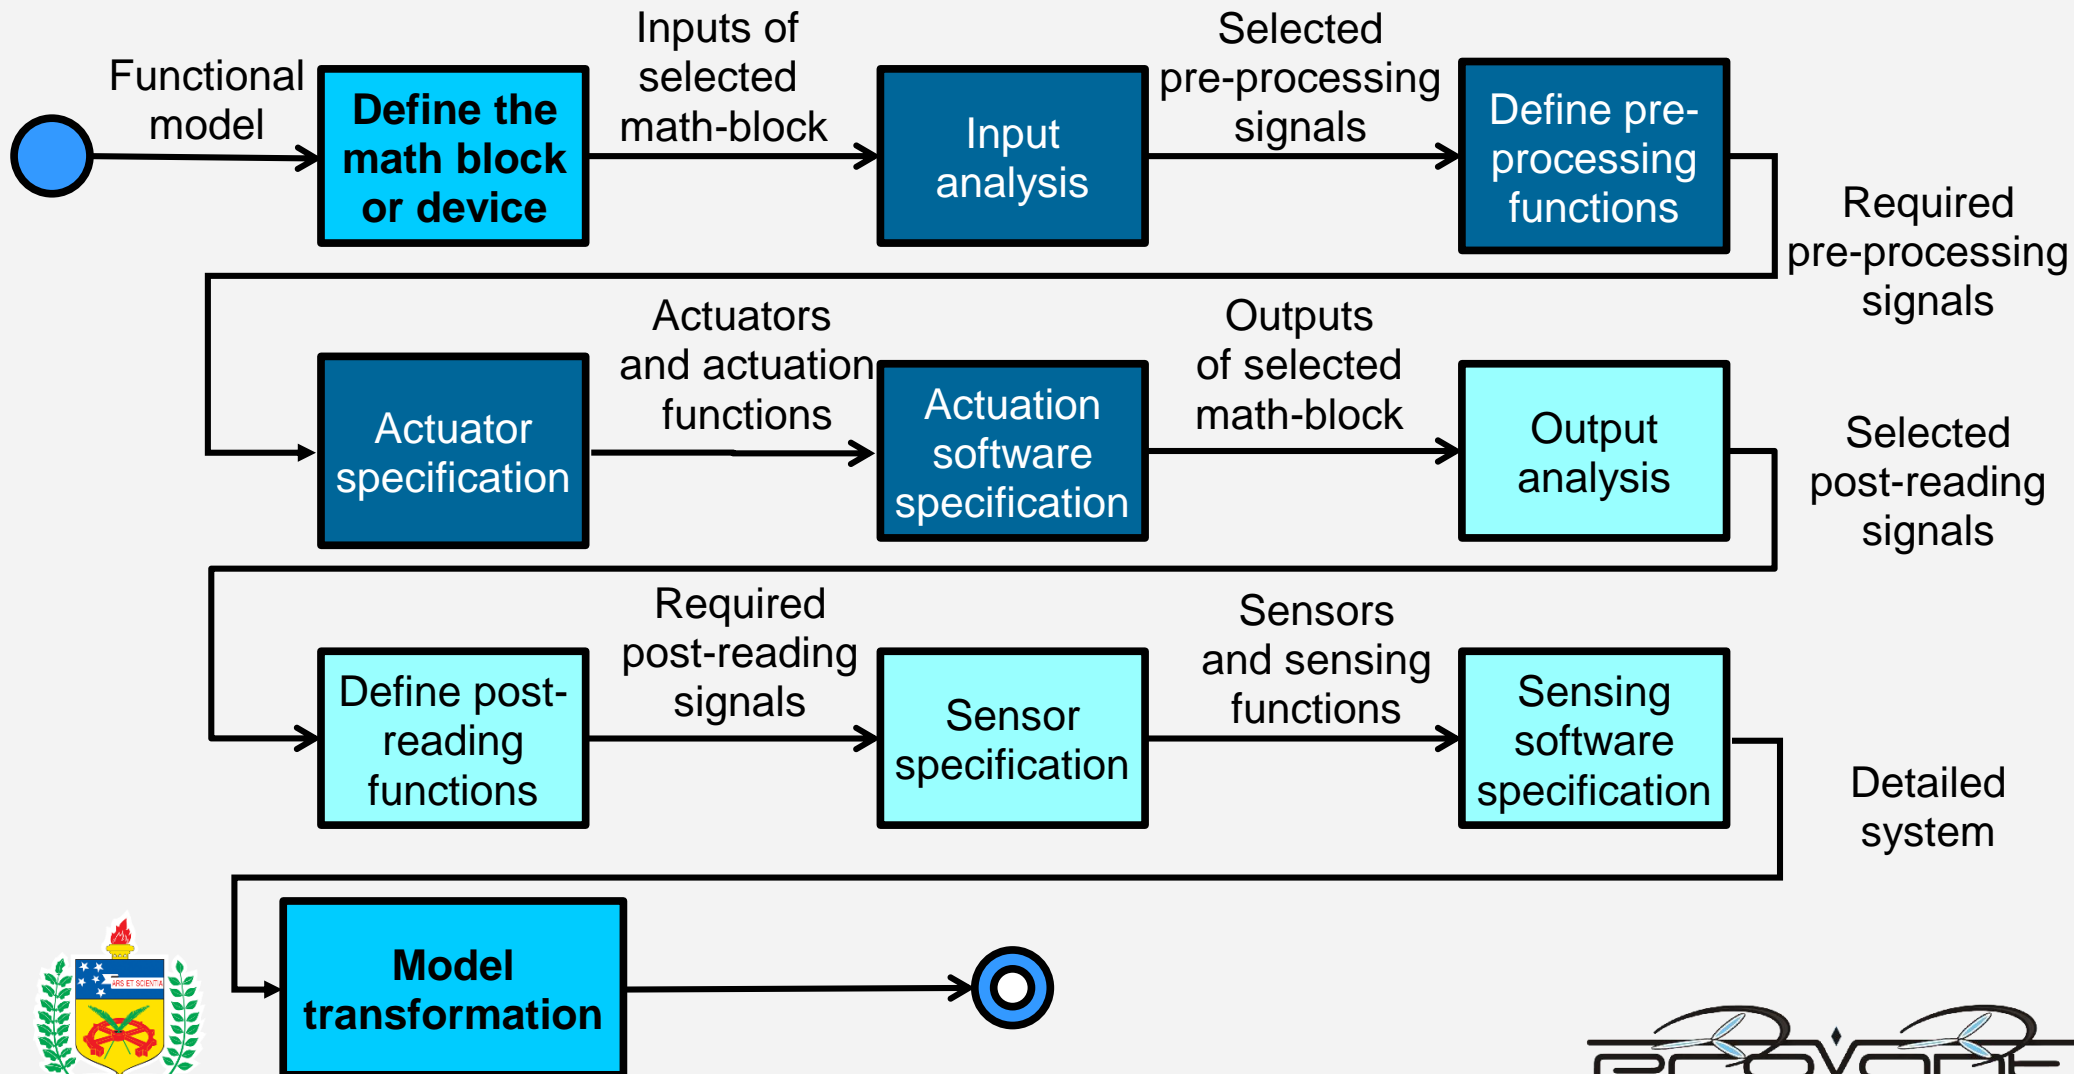 Functional
model
Define the
math block
or device
Inputs of
selected
math-block
Input
analysis
Selected
pre-processing
signals
Define pre-
processing
functions
Required
pre-processing
signals
Actuator
specification
Actuators
and actuation
functions
Actuation
software
specification
Outputs
of selected
math-block
Output
analysis
Selected
post-reading
signals
Define post-
reading
functions
Required
post-reading
signals
Sensor
specification
Sensors
and sensing
functions
Sensing
software
specification
Detailed
system
Model
transformation
ARS ET SCIENTIA